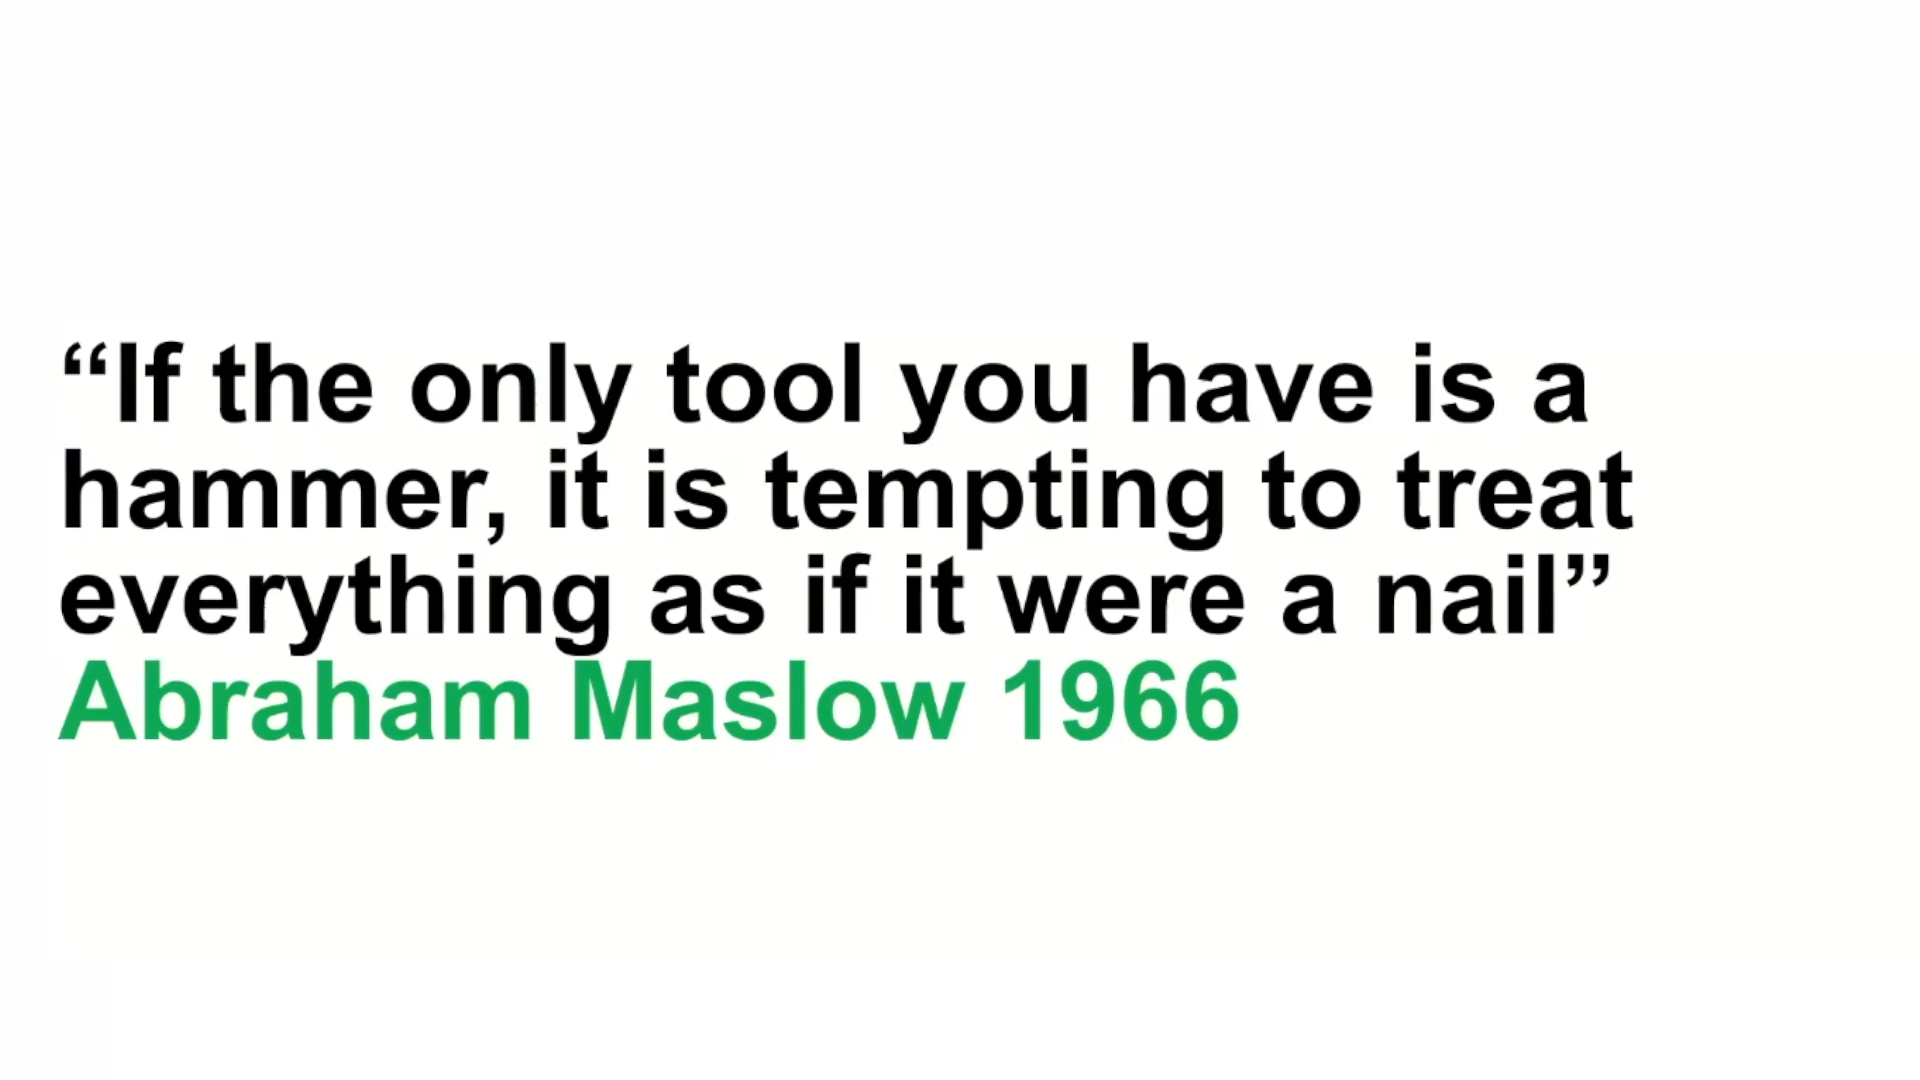 “If the only tool you have is a
hammer, it is tempting to treat
everything as if it were a nail”
Abraham Maslow 1966